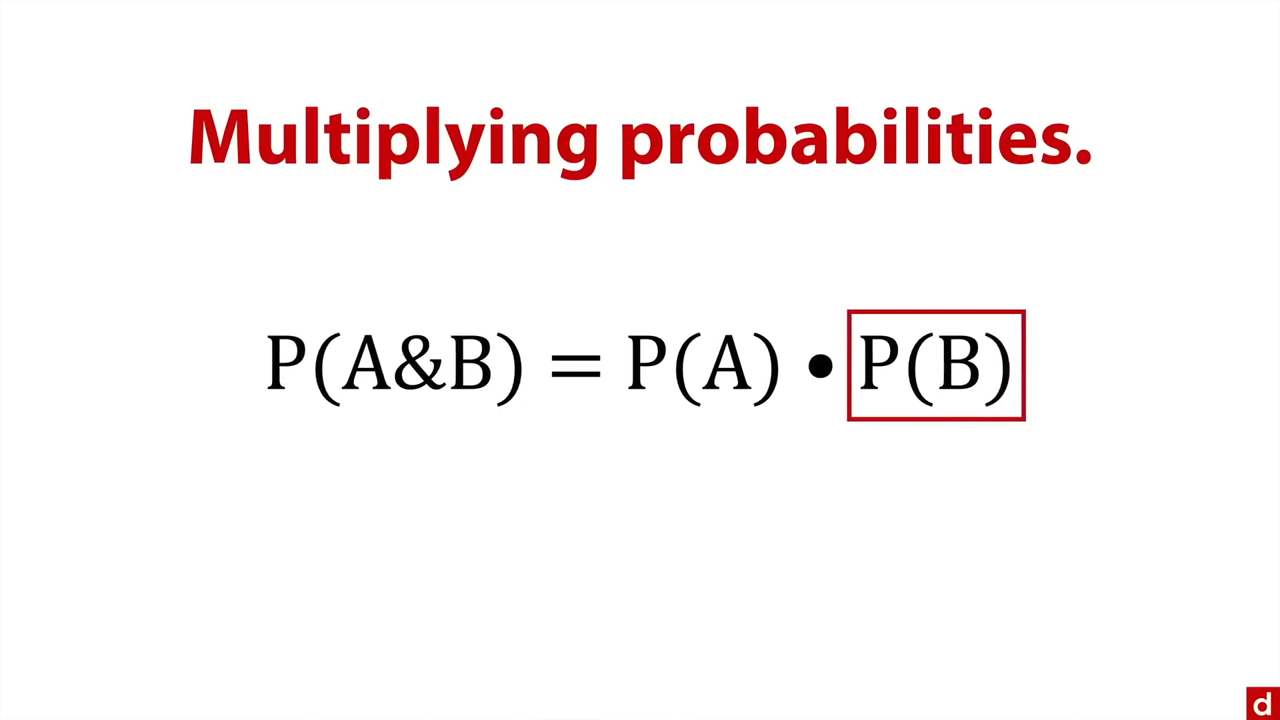 Multiplying probabilities.
P(A&B) = P(A) • P(B)
d